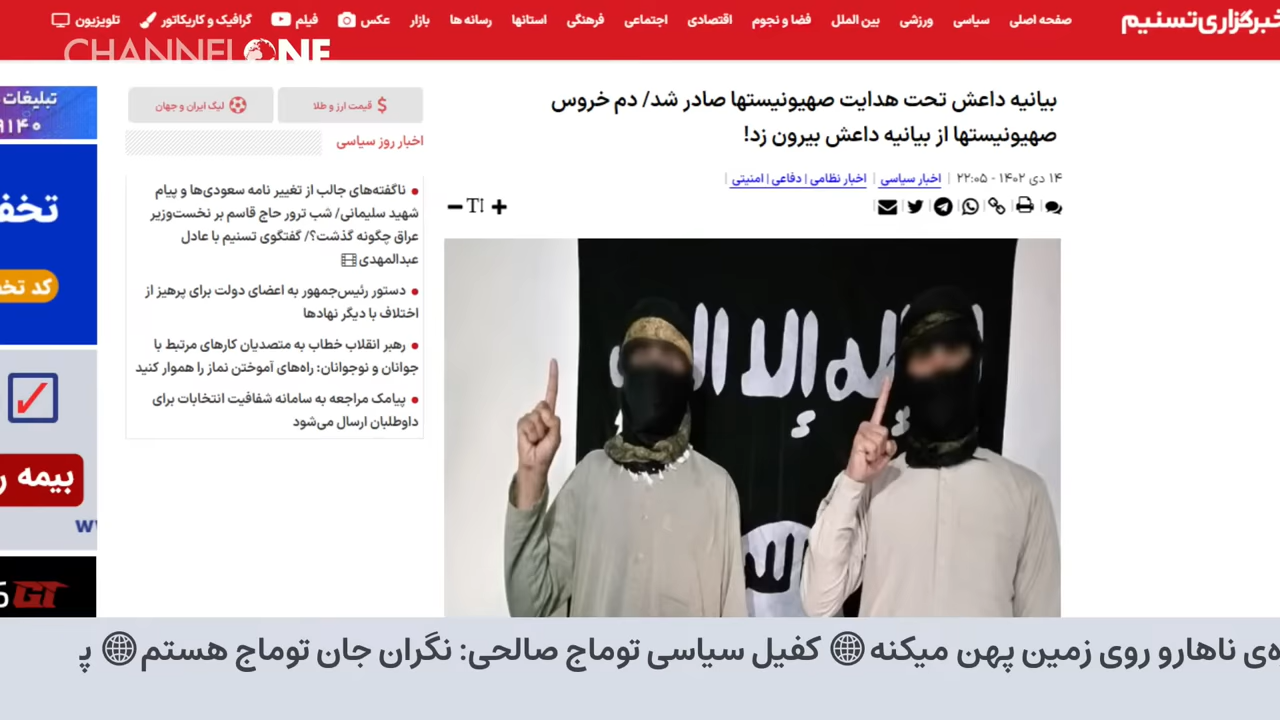 خبرگزاری تسنیم
صفحه اصلی سیاسی ورزشی بین الملل فضا و نجوم اقتصادی اجتماعی فرهنگی استانها رسانه ها بازار عکس فیلم گرافیک و کاریکاتور تلویزیون
CHANNEL ONE
بیانیه داعش تحت هدایت صهیونیستها صادر شد/ دم خروس
صهیونیستها از بیانیه داعش بیرون زد!
۱۴ دی ۱۴۰۲ - ۲۲:۰۵ | اخبار سیاسی | اخبار نظامی | دفاعی | امنیتی |
قیمت ارز و طلا
لیگ ایران و جهان
اخبار روز سیاسی
ناگفته‌های جالب از تغییر نامه سعودی‌ها و پیام
شهید سلیمانی/ شب ترور حاج قاسم بر نخست‌وزیر
عراق چگونه گذشت؟/ گفتگوی تسنیم با عادل
عبدالمهدی
دستور رئیس‌جمهور به اعضای دولت برای پرهیز از
اختلاف با دیگر نهادها
رهبر انقلاب خطاب به متصدیان کارهای مرتبط با
جوانان و نوجوانان: راه‌های آموختن نماز را هموار کنید
پیامک مراجعه به سامانه شفافیت انتخابات برای
داوطلبان ارسال می‌شود
تبلیغات
۹۱۴۰
کد
بیمه
GT
ناهارو روی زمین پهن میکنه کفیل سیاسی توماج صالحی: نگران جان توماج هستم